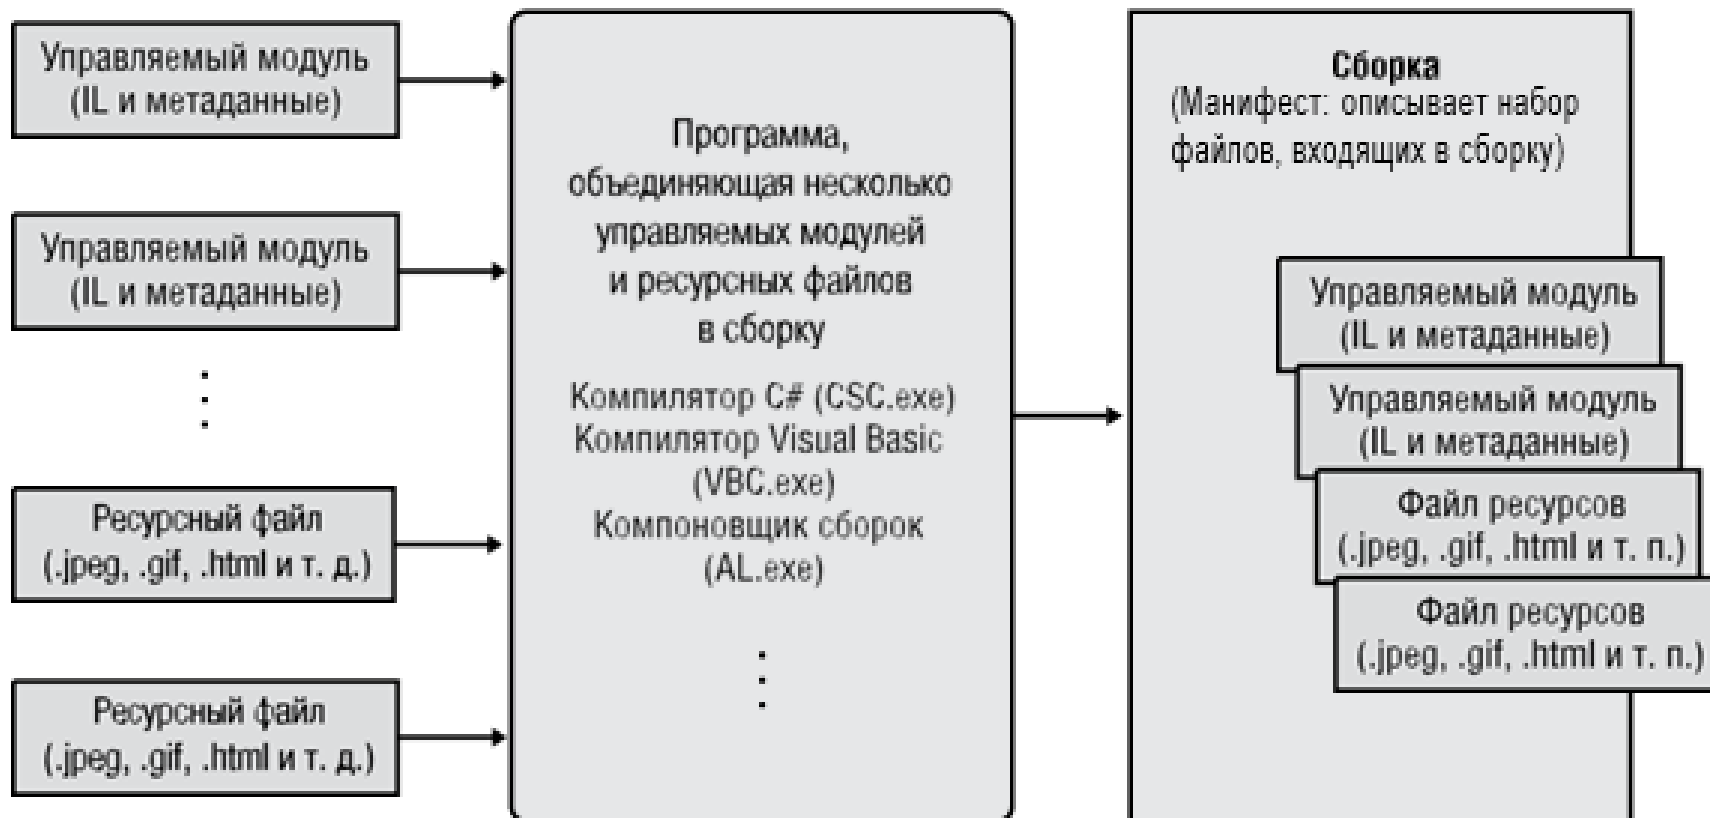 Управляемый модуль
(IL и метаданные)
Управляемый модуль
(IL и метаданные)
Ресурсный файл
(.jpeg, .gif, .html и т. д.)
Ресурсный файл
(.jpeg, .gif, .html и т. д.)
Программа,
объединяющая несколько
управляемых модулей
и ресурсных файлов
в сборку
Компилятор C# (CSC.exe)
Компилятор Visual Basic
(VBC.exe)
Компоновщик сборок
(AL.exe)
Сборка
(Манифест: описывает набор
файлов, входящих в сборку)
Управляемый модуль
(IL и метаданные)
Управляемый модуль
(IL и метаданные)
Файл ресурсов
(.jpeg, .gif, .html и т. п.)
Файл ресурсов
(.jpeg, .gif, .html и т. п.)